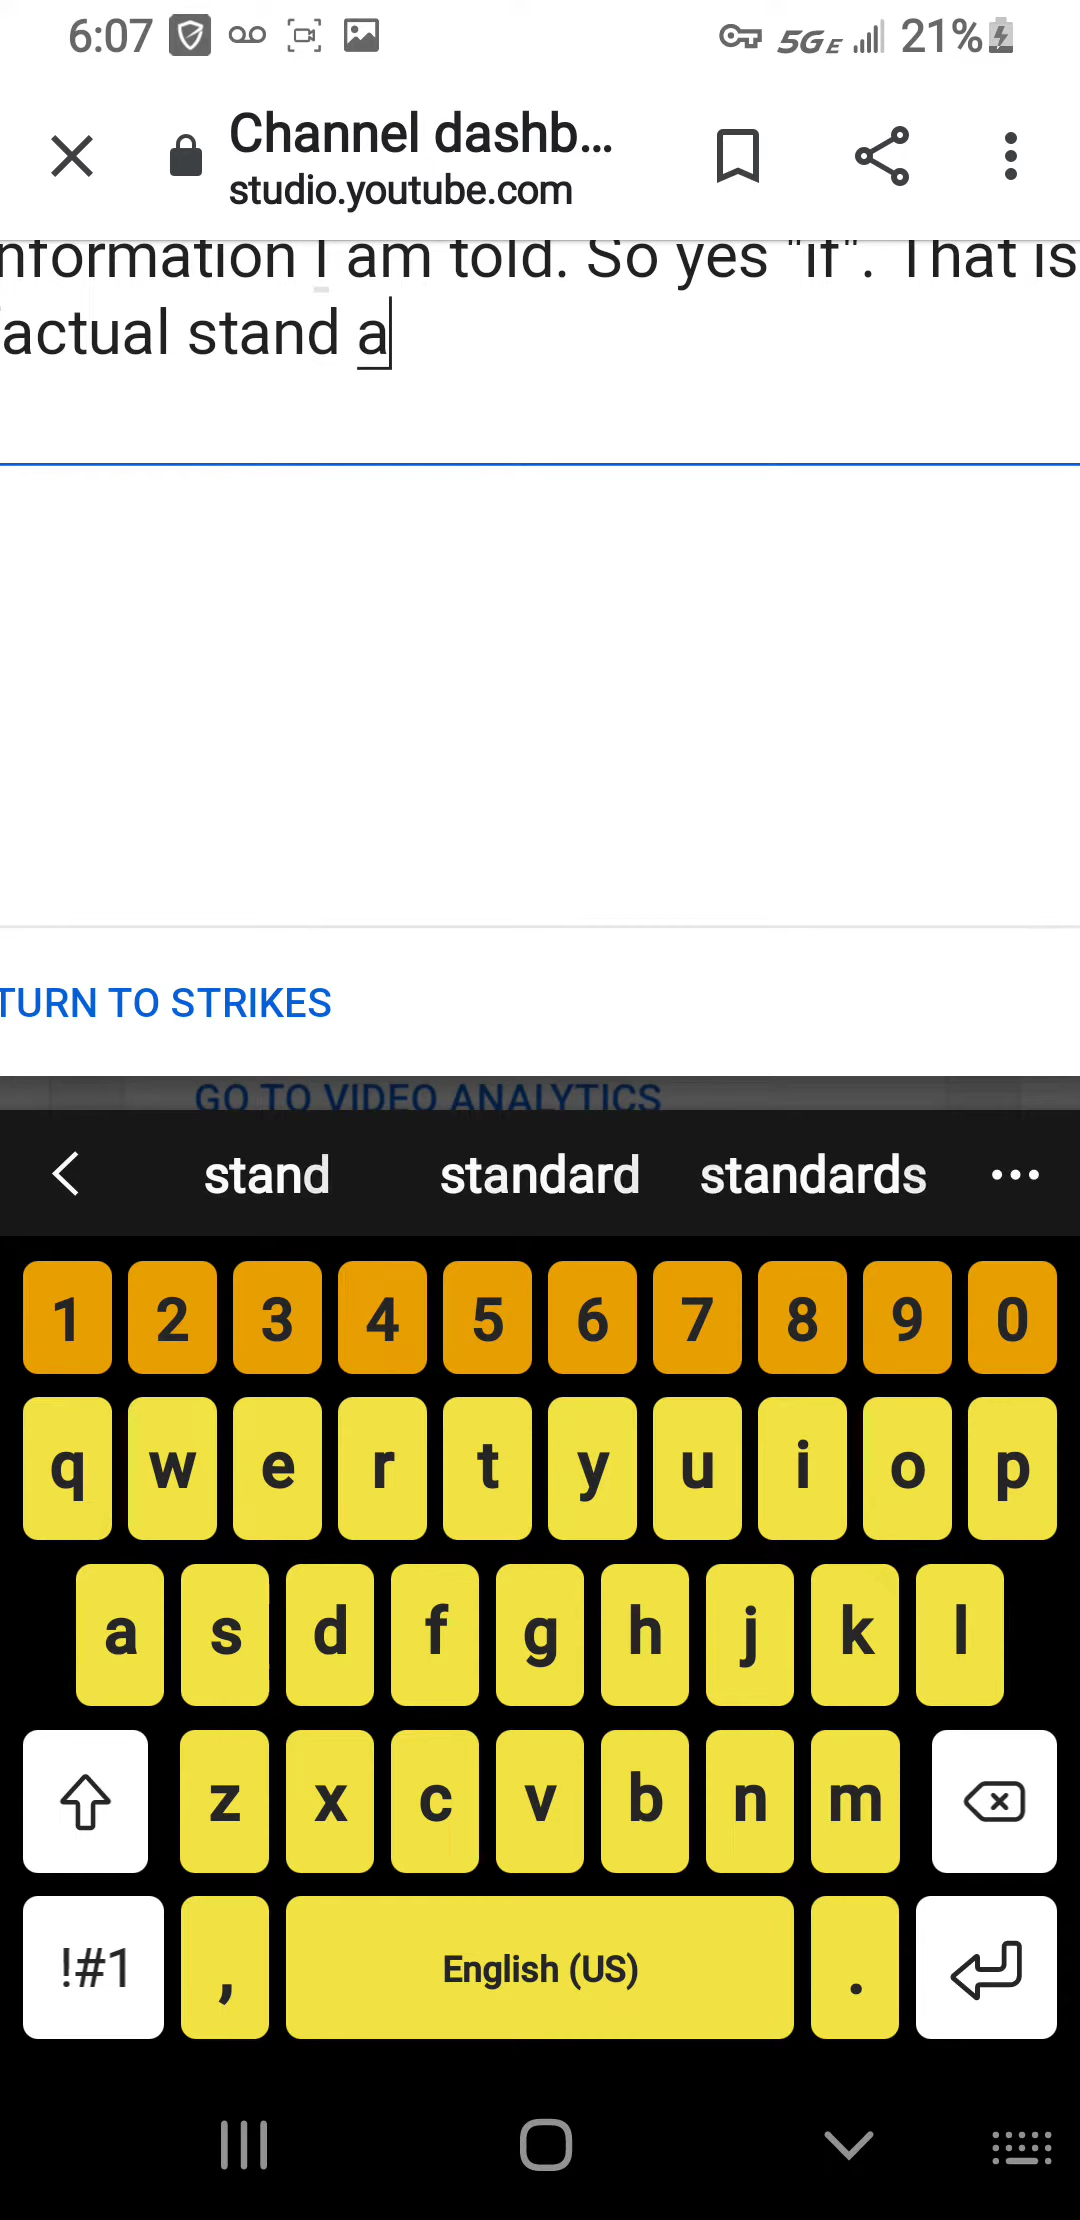 6:07 5GE 21%
Channel dashb...
studio.youtube.com
nformation I am told. So yes "if". That is
actual stand a
TURN TO STRIKES
GO TO VIDEO ANALYTICS
stand standard standards
1 2 3 4 5 6 7 8 9 0
q w e r t y u i o p
a s d f g h j k l
z x c v b n m
!#1 , English (US) .